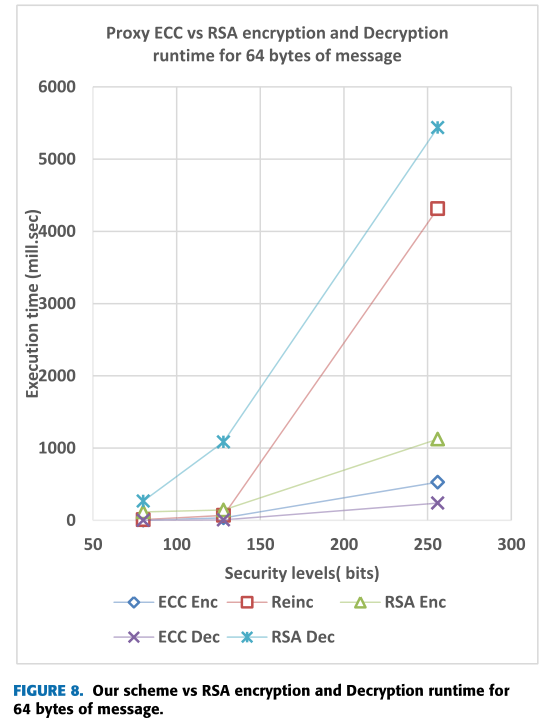 Proxy ECC vs RSA encryption and Decryption
runtime for 64 bytes of message
6000
5000
4000
3000
2000
1000
0
Execution time (mill.sec)
50 100 150 200 250 300
Security levels( bits)
ECC Enc Reinc RSA Enc
ECC Dec RSA Dec
FIGURE 8. Our scheme vs RSA encryption and Decryption runtime for
64 bytes of message.